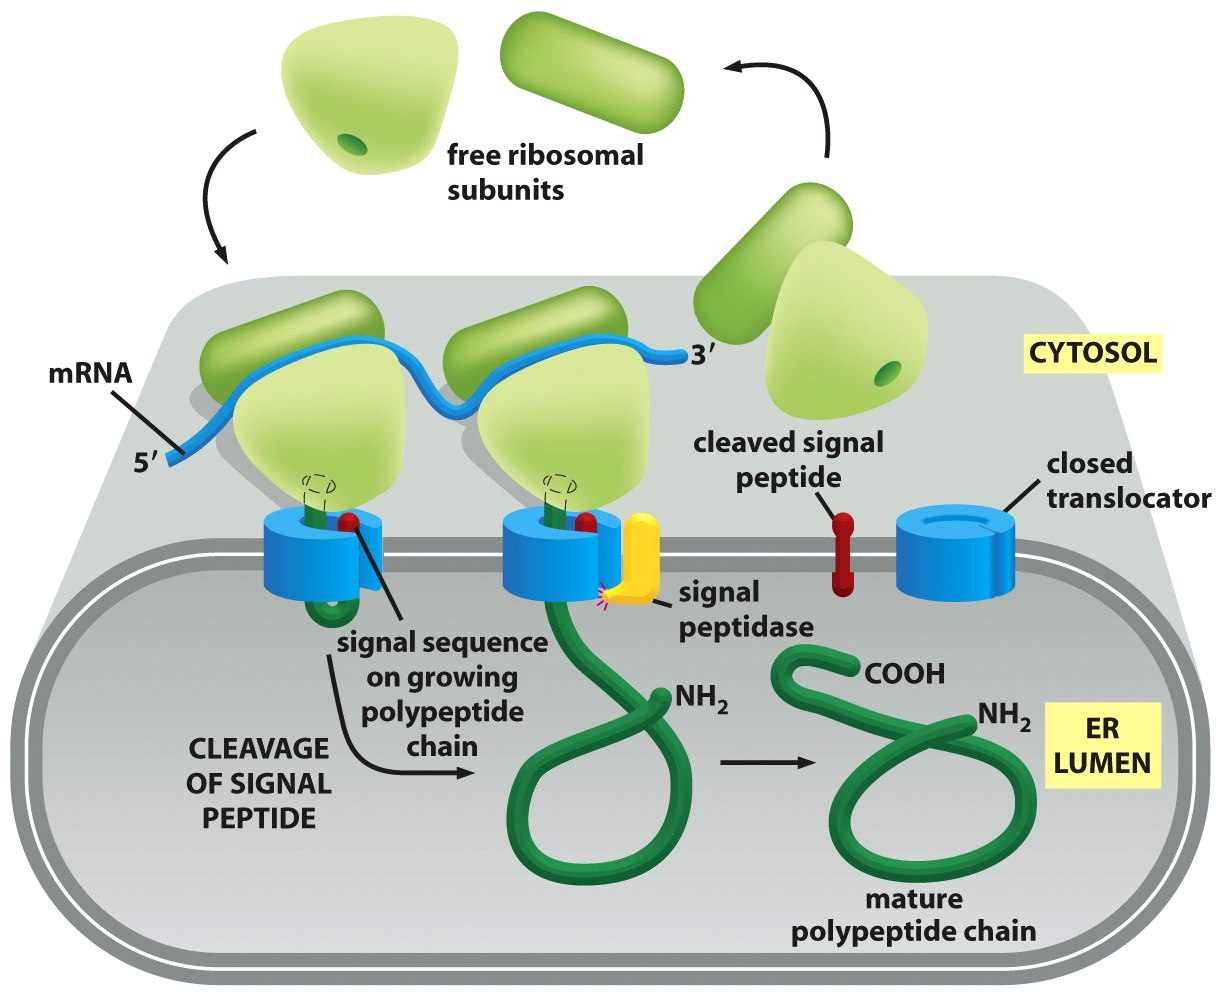 free ribosomal
subunits
mRNA
5′
3′
CYTOSOL
cleaved signal
peptide
closed
translocator
signal sequence
on growing
polypeptide
chain
signal
peptidase
CLEAVAGE
OF SIGNAL
PEPTIDE
NH₂
COOH
NH₂
ER
LUMEN
mature
polypeptide chain